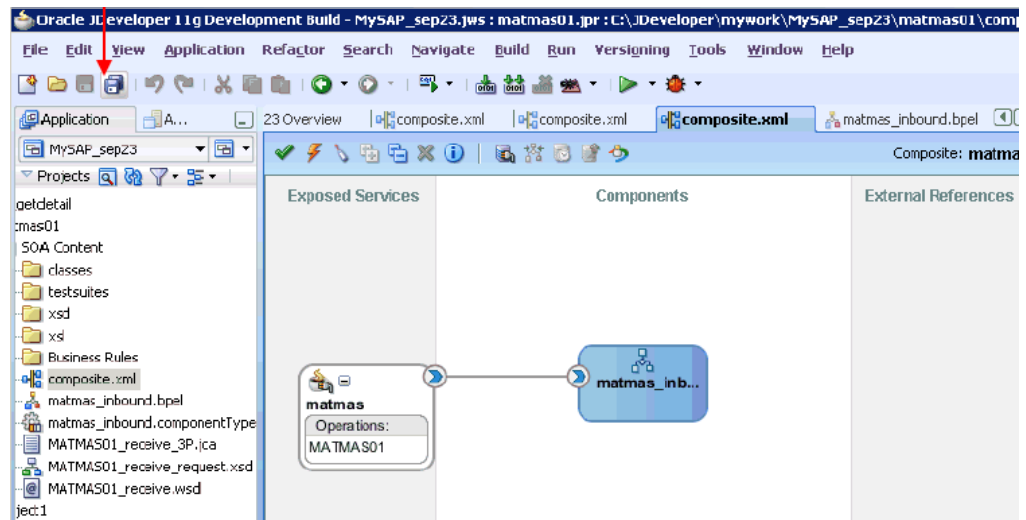 Oracle JDeveloper 11g Development Build - MySAP_sep23.jws : matmas01.jpr : C:\JDeveloper\mywork\MySAP_sep23\matmas01\comp
File Edit View Application Refactor Search Navigate Build Run Versioning Tools Window Help
Application A... 23 Overview composite.xml composite.xml composite.xml matmas_inbound.bpel
MySAP_sep23 Composite: matma
Projects
Exposed Services Components External References
getdetail
tmas01
SOA Content
classes
testsuites
xsd
xsl
Business Rules
composite.xml
matmas_inbound.bpel
matmas_inbound.componentType
MATMAS01_receive_3P.jca
MATMAS01_receive_request.xsd
MATMAS01_receive.wsd
ject1
matmas
Operations:
MATMAS01
matmas_inb...